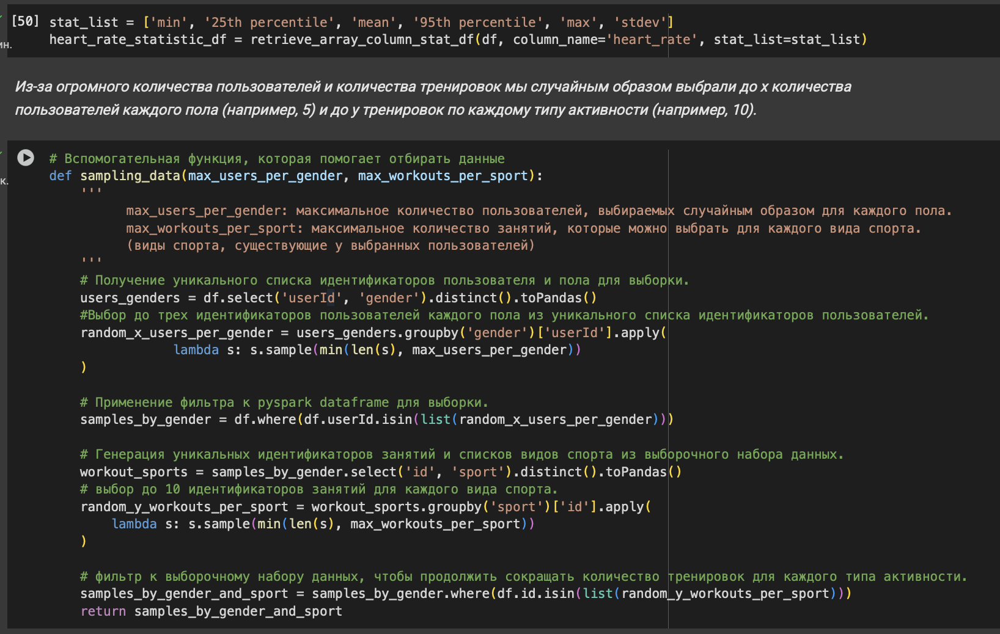 [50] stat_list = ['min', '25th percentile', 'mean', '95th percentile', 'max', 'stdev']
heart_rate_statistic_df = retrieve_array_column_stat_df(df, column_name='heart_rate', stat_list=stat_list)
ин.
Из-за огромного количества пользователей и количества тренировок мы случайным образом выбрали до x количества
пользователей каждого пола (например, 5) и до y тренировок по каждому типу активности (например, 10).
# Вспомогательная функция, которая помогает отбирать данные
def sampling_data(max_users_per_gender, max_workouts_per_sport):
к.
'''
max_users_per_gender: максимальное количество пользователей, выбираемых случайным образом для каждого пола.
max_workouts_per_sport: максимальное количество занятий, которые можно выбрать для каждого вида спорта.
(виды спорта, существующие у выбранных пользователей)
'''
# Получение уникального списка идентификаторов пользователя и пола для выборки.
users_genders = df.select('userId', 'gender').distinct().toPandas()
#Выбор до трех идентификаторов пользователей каждого пола из уникального списка идентификаторов пользователей.
random_x_users_per_gender = users_genders.groupby('gender')['userId'].apply(
lambda s: s.sample(min(len(s), max_users_per_gender))
)
# Применение фильтра к pyspark dataframe для выборки.
samples_by_gender = df.where(df.userId.isin(list(random_x_users_per_gender)))
# Генерация уникальных идентификаторов занятий и списков видов спорта из выборочного набора данных.
workout_sports = samples_by_gender.select('id', 'sport').distinct().toPandas()
# выбор до 10 идентификаторов занятий для каждого вида спорта.
random_y_workouts_per_sport = workout_sports.groupby('sport')['id'].apply(
lambda s: s.sample(min(len(s), max_workouts_per_sport))
)
# фильтр к выборочному набору данных, чтобы продолжить сокращать количество тренировок для каждого типа активности.
samples_by_gender_and_sport = samples_by_gender.where(df.id.isin(list(random_y_workouts_per_sport)))
return samples_by_gender_and_sport